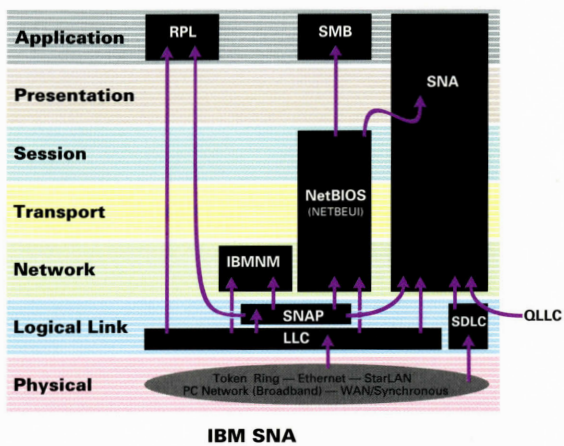 Application
RPL
SMB
SNA
Presentation
Session
NetBIOS
(NETBEUI)
Transport
Network
IBMNM
SNAP
Logical Link
LLC
SDLC
QLLC
Physical
Token Ring — Ethernet — StarLAN
PC Network (Broadband) — WAN/Synchronous
IBM SNA